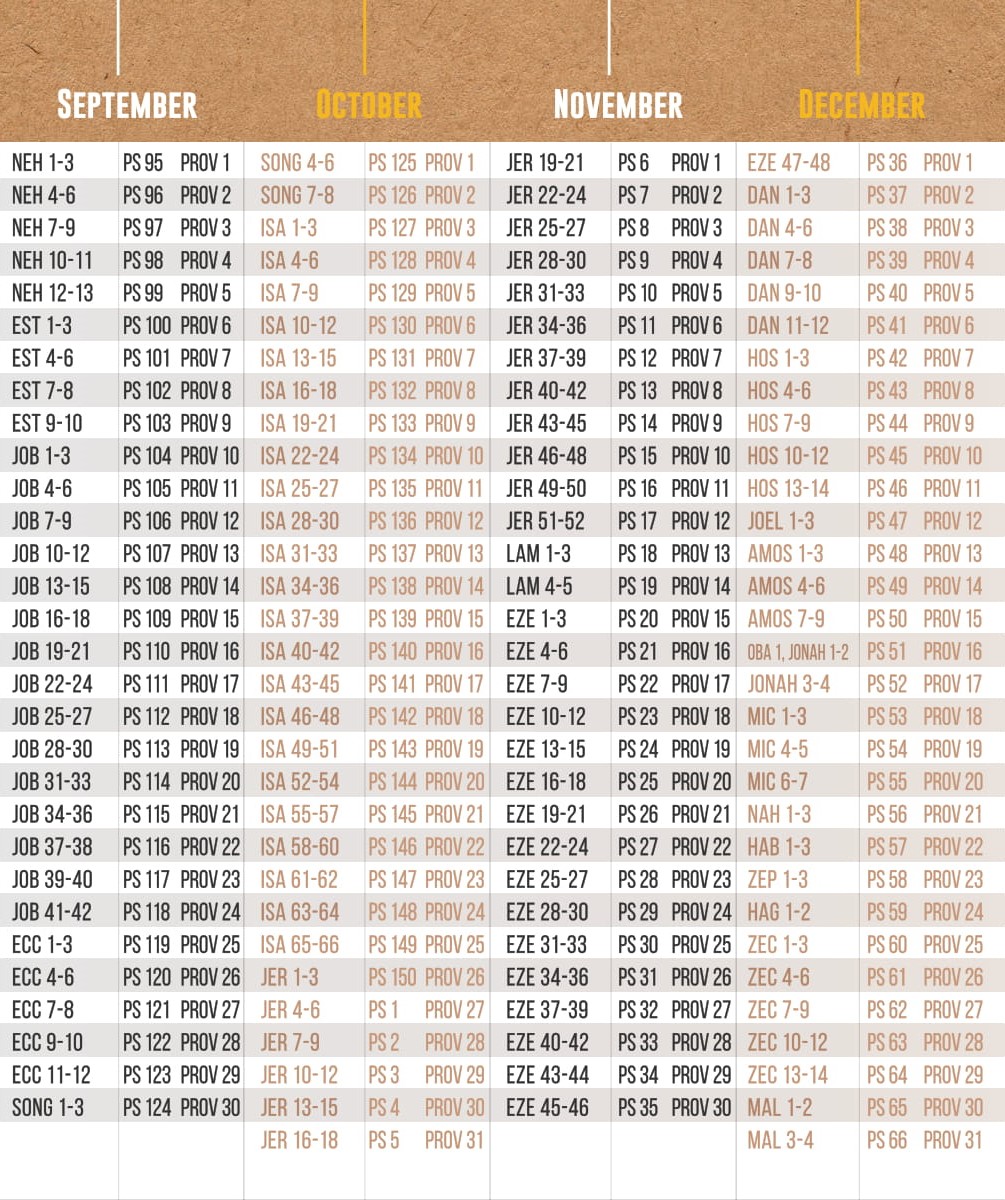 SEPTEMBER OCTOBER NOVEMBER DECEMBER
NEH 1-3 PS 95 PROV 1 SONG 4-6 PS 125 PROV 1 JER 19-21 PS 6 PROV 1 EZE 47-48 PS 36 PROV 1
NEH 4-6 PS 96 PROV 2 SONG 7-8 PS 126 PROV 2 JER 22-24 PS 7 PROV 2 DAN 1-3 PS 37 PROV 2
NEH 7-9 PS 97 PROV 3 ISA 1-3 PS 127 PROV 3 JER 25-27 PS 8 PROV 3 DAN 4-6 PS 38 PROV 3
NEH 10-11 PS 98 PROV 4 ISA 4-6 PS 128 PROV 4 JER 28-30 PS 9 PROV 4 DAN 7-8 PS 39 PROV 4
NEH 12-13 PS 99 PROV 5 ISA 7-9 PS 129 PROV 5 JER 31-33 PS 10 PROV 5 DAN 9-10 PS 40 PROV 5
EST 1-3 PS 100 PROV 6 ISA 10-12 PS 130 PROV 6 JER 34-36 PS 11 PROV 6 DAN 11-12 PS 41 PROV 6
EST 4-6 PS 101 PROV 7 ISA 13-15 PS 131 PROV 7 JER 37-39 PS 12 PROV 7 HOS 1-3 PS 42 PROV 7
EST 7-8 PS 102 PROV 8 ISA 16-18 PS 132 PROV 8 JER 40-42 PS 13 PROV 8 HOS 4-6 PS 43 PROV 8
EST 9-10 PS 103 PROV 9 ISA 19-21 PS 133 PROV 9 JER 43-45 PS 14 PROV 9 HOS 7-9 PS 44 PROV 9
JOB 1-3 PS 104 PROV 10 ISA 22-24 PS 134 PROV 10 JER 46-48 PS 15 PROV 10 HOS 10-12 PS 45 PROV 10
JOB 4-6 PS 105 PROV 11 ISA 25-27 PS 135 PROV 11 JER 49-50 PS 16 PROV 11 HOS 13-14 PS 46 PROV 11
JOB 7-9 PS 106 PROV 12 ISA 28-30 PS 136 PROV 12 JER 51-52 PS 17 PROV 12 JOEL 1-3 PS 47 PROV 12
JOB 10-12 PS 107 PROV 13 ISA 31-33 PS 137 PROV 13 LAM 1-3 PS 18 PROV 13 AMOS 1-3 PS 48 PROV 13
JOB 13-15 PS 108 PROV 14 ISA 34-36 PS 138 PROV 14 LAM 4-5 PS 19 PROV 14 AMOS 4-6 PS 49 PROV 14
JOB 16-18 PS 109 PROV 15 ISA 37-39 PS 139 PROV 15 EZE 1-3 PS 20 PROV 15 AMOS 7-9 PS 50 PROV 15
JOB 19-21 PS 110 PROV 16 ISA 40-42 PS 140 PROV 16 EZE 4-6 PS 21 PROV 16 OBA 1, JONAH 1-2 PS 51 PROV 16
JOB 22-24 PS 111 PROV 17 ISA 43-45 PS 141 PROV 17 EZE 7-9 PS 22 PROV 17 JONAH 3-4 PS 52 PROV 17
JOB 25-27 PS 112 PROV 18 ISA 46-48 PS 142 PROV 18 EZE 10-12 PS 23 PROV 18 MIC 1-3 PS 53 PROV 18
JOB 28-30 PS 113 PROV 19 ISA 49-51 PS 143 PROV 19 EZE 13-15 PS 24 PROV 19 MIC 4-5 PS 54 PROV 19
JOB 31-33 PS 114 PROV 20 ISA 52-54 PS 144 PROV 20 EZE 16-18 PS 25 PROV 20 MIC 6-7 PS 55 PROV 20
JOB 34-36 PS 115 PROV 21 ISA 55-57 PS 145 PROV 21 EZE 19-21 PS 26 PROV 21 NAH 1-3 PS 56 PROV 21
JOB 37-38 PS 116 PROV 22 ISA 58-60 PS 146 PROV 22 EZE 22-24 PS 27 PROV 22 HAB 1-3 PS 57 PROV 22
JOB 39-40 PS 117 PROV 23 ISA 61-62 PS 147 PROV 23 EZE 25-27 PS 28 PROV 23 ZEP 1-3 PS 58 PROV 23
JOB 41-42 PS 118 PROV 24 ISA 63-64 PS 148 PROV 24 EZE 28-30 PS 29 PROV 24 HAG 1-2 PS 59 PROV 24
ECC 1-3 PS 119 PROV 25 ISA 65-66 PS 149 PROV 25 EZE 31-33 PS 30 PROV 25 ZEC 1-3 PS 60 PROV 25
ECC 4-6 PS 120 PROV 26 JER 1-3 PS 150 PROV 26 EZE 34-36 PS 31 PROV 26 ZEC 4-6 PS 61 PROV 26
ECC 7-8 PS 121 PROV 27 JER 4-6 PS 1 PROV 27 EZE 37-39 PS 32 PROV 27 ZEC 7-9 PS 62 PROV 27
ECC 9-10 PS 122 PROV 28 JER 7-9 PS 2 PROV 28 EZE 40-42 PS 33 PROV 28 ZEC 10-12 PS 63 PROV 28
ECC 11-12 PS 123 PROV 29 JER 10-12 PS 3 PROV 29 EZE 43-44 PS 34 PROV 29 ZEC 13-14 PS 64 PROV 29
SONG 1-3 PS 124 PROV 30 JER 13-15 PS 4 PROV 30 EZE 45-46 PS 35 PROV 30 MAL 1-2 PS 65 PROV 30
JER 16-18 PS 5 PROV 31 MAL 3-4 PS 66 PROV 31